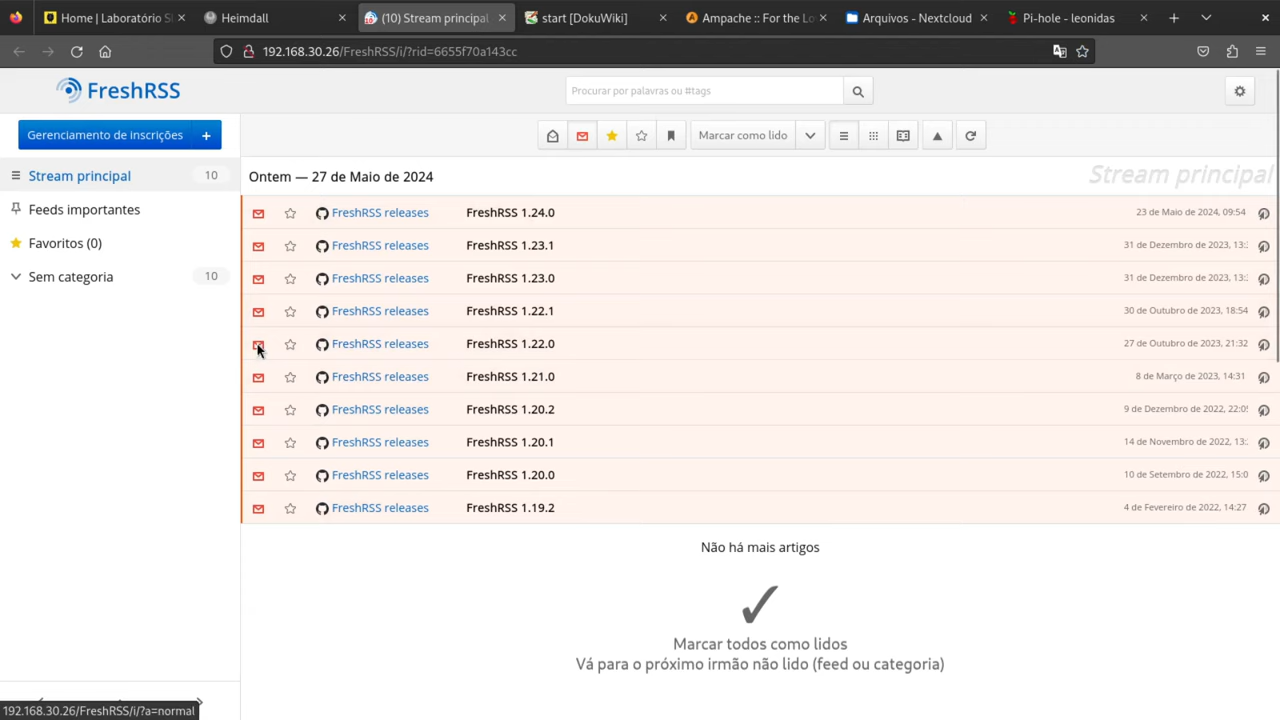 Home | Laboratório S
Heimdall
(10) Stream principal
start [DokuWiki]
Ampache :: For the Lo
Arquivos - Nextcloud
Pi-hole - leonidas
192.168.30.26/FreshRSS/i/?rid=6655f70a143cc
FreshRSS
Procurar por palavras ou #tags
Gerenciamento de inscrições +
Marcar como lido
Stream principal 10
Feeds importantes
Favoritos (0)
Sem categoria 10
Ontem — 27 de Maio de 2024
Stream principal
FreshRSS releases FreshRSS 1.24.0 23 de Maio de 2024, 09:54
FreshRSS releases FreshRSS 1.23.1 31 de Dezembro de 2023, 13:
FreshRSS releases FreshRSS 1.23.0 31 de Dezembro de 2023, 13:
FreshRSS releases FreshRSS 1.22.1 30 de Outubro de 2023, 18:54
FreshRSS releases FreshRSS 1.22.0 27 de Outubro de 2023, 21:32
FreshRSS releases FreshRSS 1.21.0 8 de Março de 2023, 14:31
FreshRSS releases FreshRSS 1.20.2 9 de Dezembro de 2022, 22:0
FreshRSS releases FreshRSS 1.20.1 14 de Novembro de 2022, 13:
FreshRSS releases FreshRSS 1.20.0 10 de Setembro de 2022, 15:0
FreshRSS releases FreshRSS 1.19.2 4 de Fevereiro de 2022, 14:27
Não há mais artigos
Marcar todos como lidos
Vá para o próximo irmão não lido (feed ou categoria)
192.168.30.26/FreshRSS/i/?a=normal